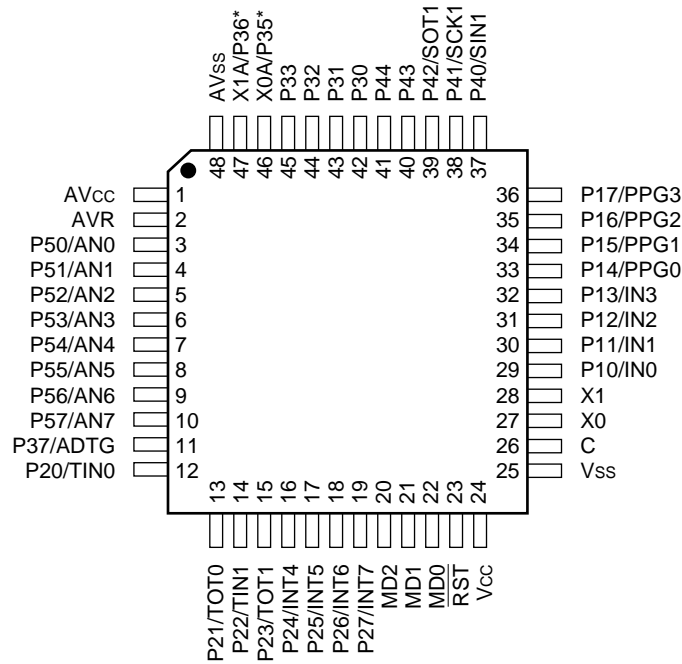 AVss
X1A/P36*
X0A/P35*
P33
P32
P31
P30
P44
P43
P42/SOT1
P41/SCK1
P40/SIN1
48
47
46
45
44
43
42
41
40
39
38
37
AVcc 1
AVR 2
P50/AN0 3
P51/AN1 4
P52/AN2 5
P53/AN3 6
P54/AN4 7
P55/AN5 8
P56/AN6 9
P57/AN7 10
P37/ADTG 11
P20/TIN0 12
36 P17/PPG3
35 P16/PPG2
34 P15/PPG1
33 P14/PPG0
32 P13/IN3
31 P12/IN2
30 P11/IN1
29 P10/IN0
28 X1
27 X0
26 C
25 Vss
13
14
15
16
17
18
19
20
21
22
23
24
P21/TOT0
P22/TIN1
P23/TOT1
P24/INT4
P25/INT5
P26/INT6
P27/INT7
MD2
MD1
MD0
RST
Vcc